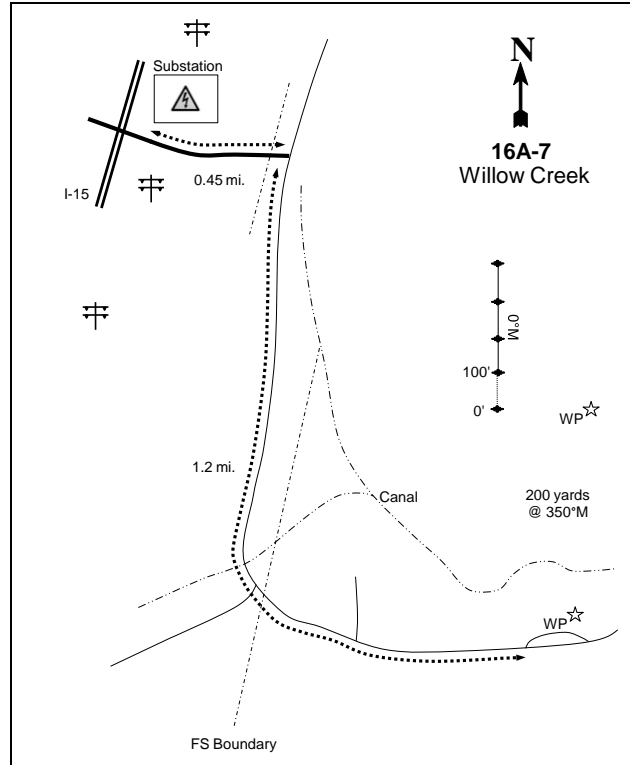 N
16A-7
Willow Creek
Substation
I-15
0.45 mi.
0°M
100'
0'
WP
1.2 mi.
Canal
200 yards
@ 350°M
WP
FS Boundary